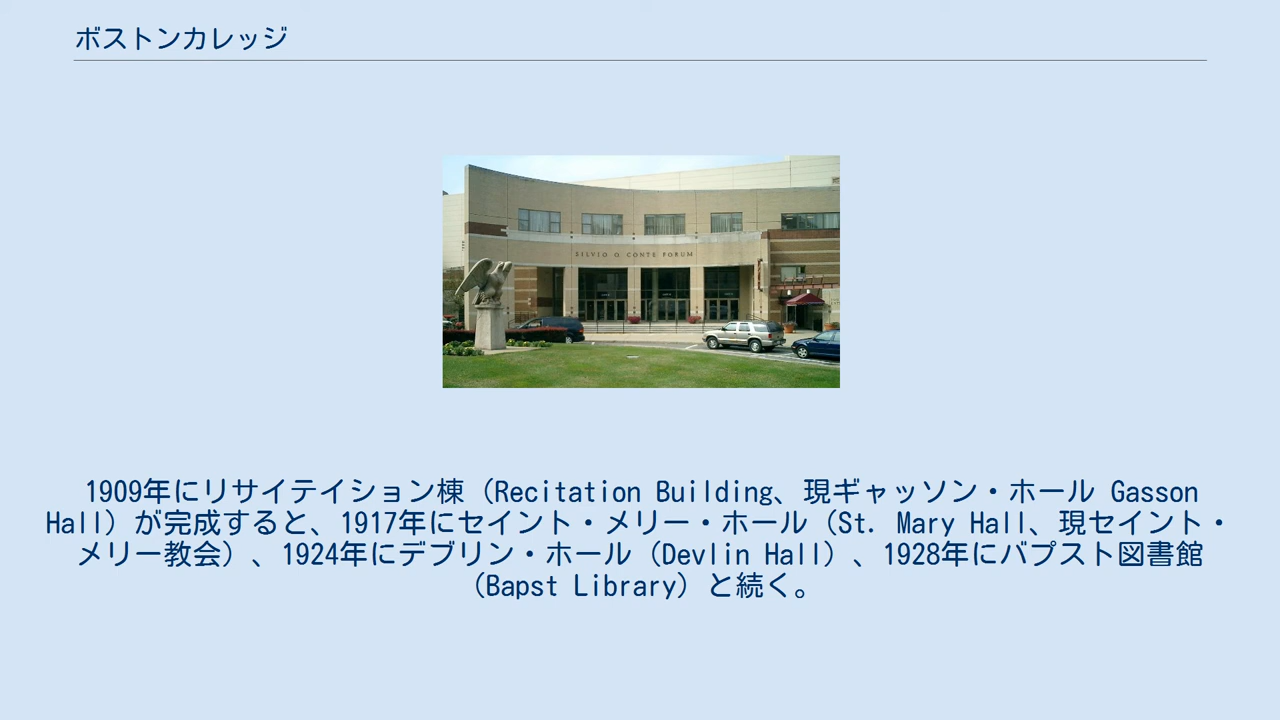 ボストンカレッジ
SILVIO O. CONTE FORUM
1909年にリサイテイション棟（Recitation Building、現ギャッソン・ホール Gasson
Hall）が完成すると、1917年にセイント・メリー・ホール（St. Mary Hall、現セイント・
メリー教会）、1924年にデブリン・ホール（Devlin Hall）、1928年にバプスト図書館
（Bapst Library）と続く。